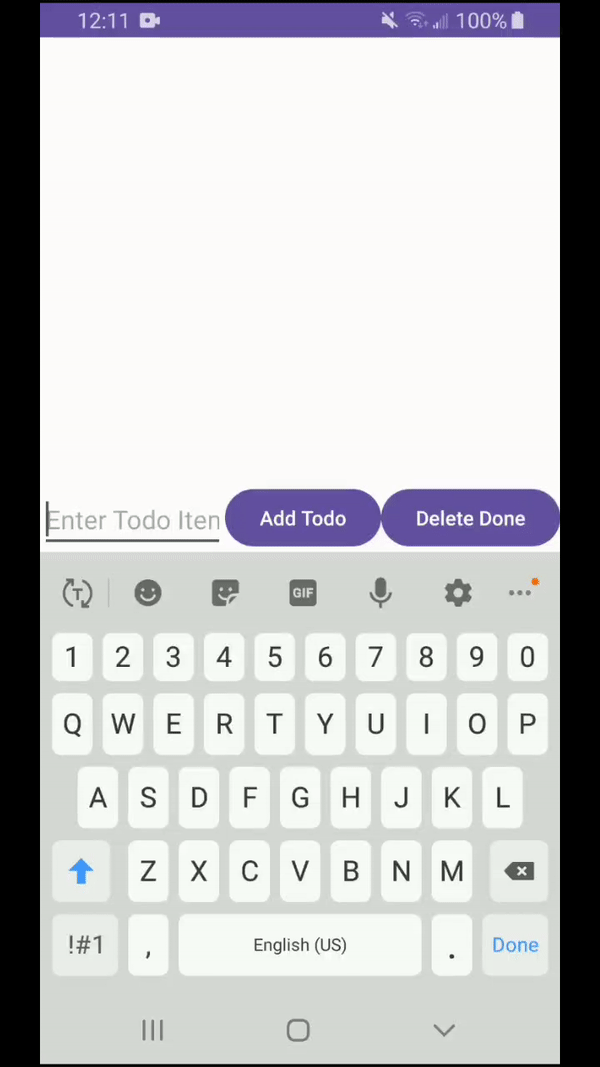 12:11 100%
Enter Todo Iten Add Todo Delete Done
T GIF
1 2 3 4 5 6 7 8 9 0
Q W E R T Y U I O P
A S D F G H J K L
Z X C V B N M
!#1 , English (US) . Done